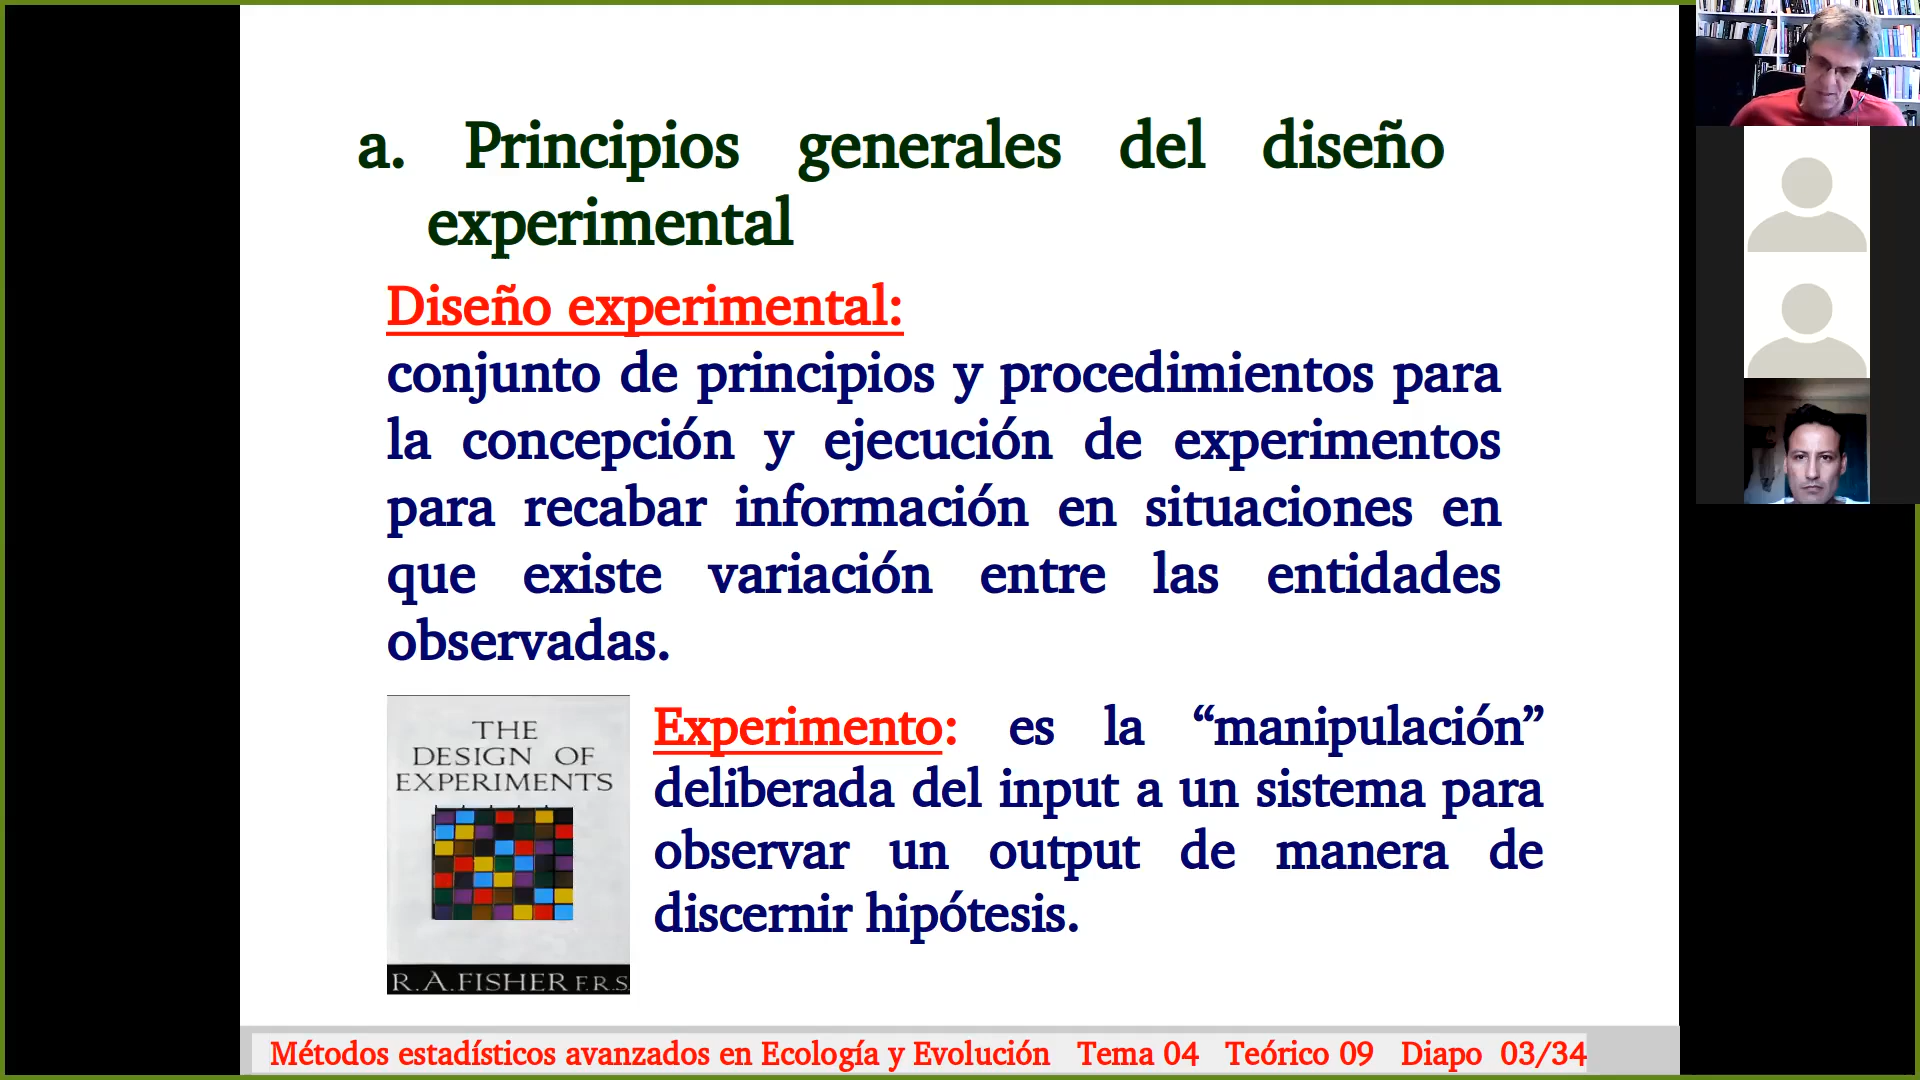 a. Principios generales del diseño
experimental
Diseño experimental:
conjunto de principios y procedimientos para
la concepción y ejecución de experimentos
para recabar información en situaciones en
que existe variación entre las entidades
observadas.
THE
DESIGN OF
EXPERIMENTS
R.A.FISHER F.R.S.
Experimento: es la “manipulación”
deliberada del input a un sistema para
observar un output de manera de
discernir hipótesis.
Métodos estadísticos avanzados en Ecología y Evolución Tema 04 Teórico 09 Diapo 03/34